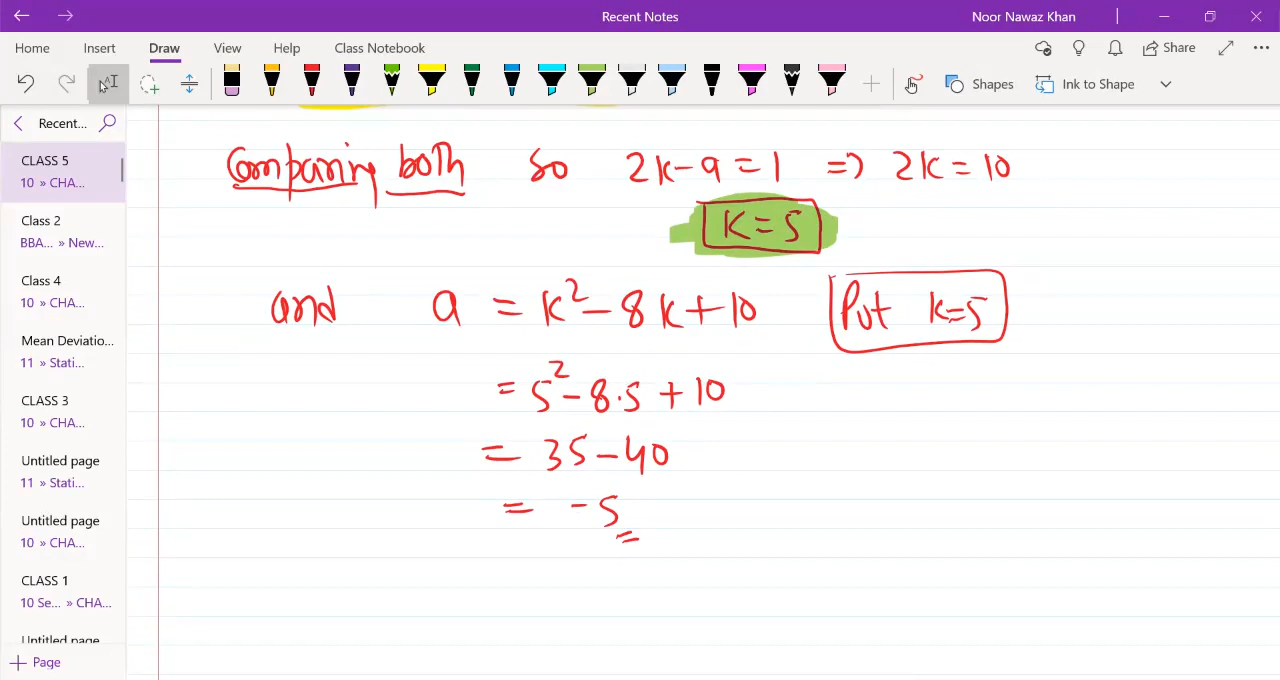 Recent Notes
Noor Nawaz Khan
Home Insert Draw View Help Class Notebook
Share
Shapes
Ink to Shape
Recent...
CLASS 5
10 » CHA...
Class 2
BBA... » New...
Class 4
10 » CHA...
Mean Deviatio...
11 » Stati...
CLASS 3
10 » CHA...
Untitled page
11 » Stati...
Untitled page
10 » CHA...
CLASS 1
10 Se... » CHA...
Untitled page
+ Page
Comparing both so 2k-9=1 => 2k=10
K=5
and a = k²-8k+10 Put k=5
= 5²-8·5+10
= 35-40
= -5